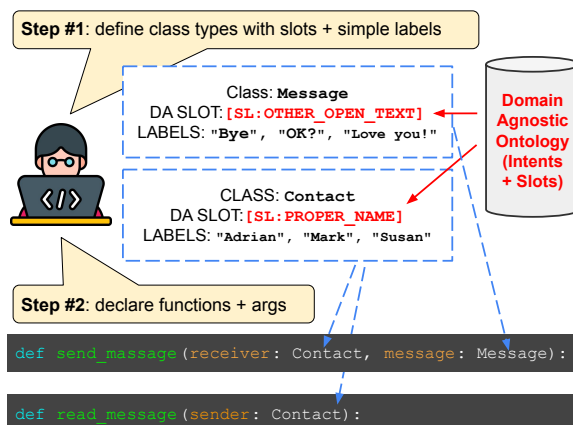 Step #1: define class types with slots + simple labels
Class: Message
DA SLOT:[SL:OTHER_OPEN_TEXT]
LABELS: "Bye", "OK?", "Love you!"
Domain
Agnostic
Ontology
(Intents
+ Slots)
</>
CLASS: Contact
DA SLOT:[SL:PROPER_NAME]
LABELS: "Adrian", "Mark", "Susan"
Step #2: declare functions + args
def send_massage(receiver: Contact, message: Message):
def read_message(sender: Contact):